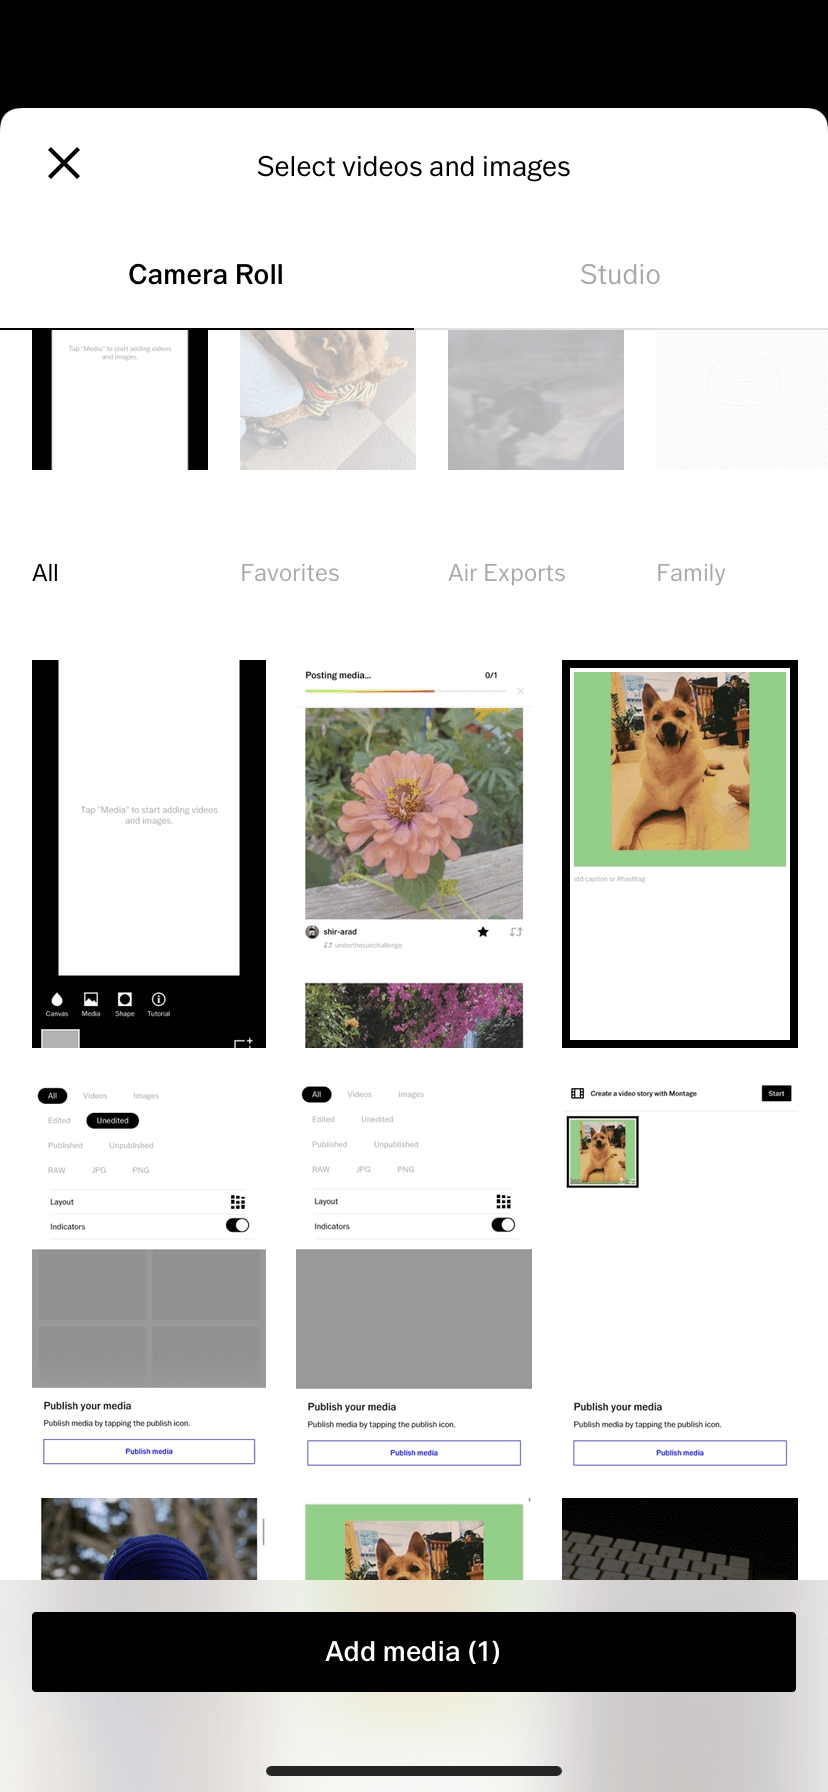 Select videos and images
Camera Roll
Studio
Tap "Media" to start adding videos
and images.
All
Favorites
Air Exports
Family
Tap "Media" to start adding videos
and images.
Canvas
Media
Shape
Tutorial
Posting media...
0/1
shir-arad
underthesunchallenge
dd caption or #hashtag
All
Videos
Images
Edited
Unedited
Published
Unpublished
RAW
JPG
PNG
Layout
Indicators
Publish your media
Publish media by tapping the publish icon.
Publish media
All
Videos
Images
Edited
Unedited
Published
Unpublished
RAW
JPG
PNG
Layout
Indicators
Publish your media
Publish media by tapping the publish icon.
Publish media
Create a video story with Montage
Start
Publish your media
Publish media by tapping the publish icon.
Publish media
Add media (1)